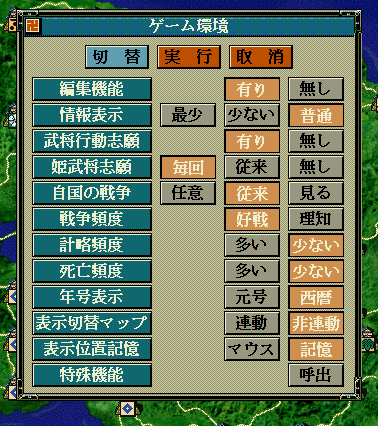 ゲーム環境
切替 実行 取消
編集機能 有り 無し
情報表示 最少 少ない 普通
武将行動志願 有り 無し
姫武将志願 毎回 従来 無し
自国の戦争 任意 従来 見る
戦争頻度 好戦 理知
計略頻度 多い 少ない
死亡頻度 多い 少ない
年号表示 元号 西暦
表示切替マップ 連動 非連動
表示位置記憶 マウス 記憶
特殊機能 呼出